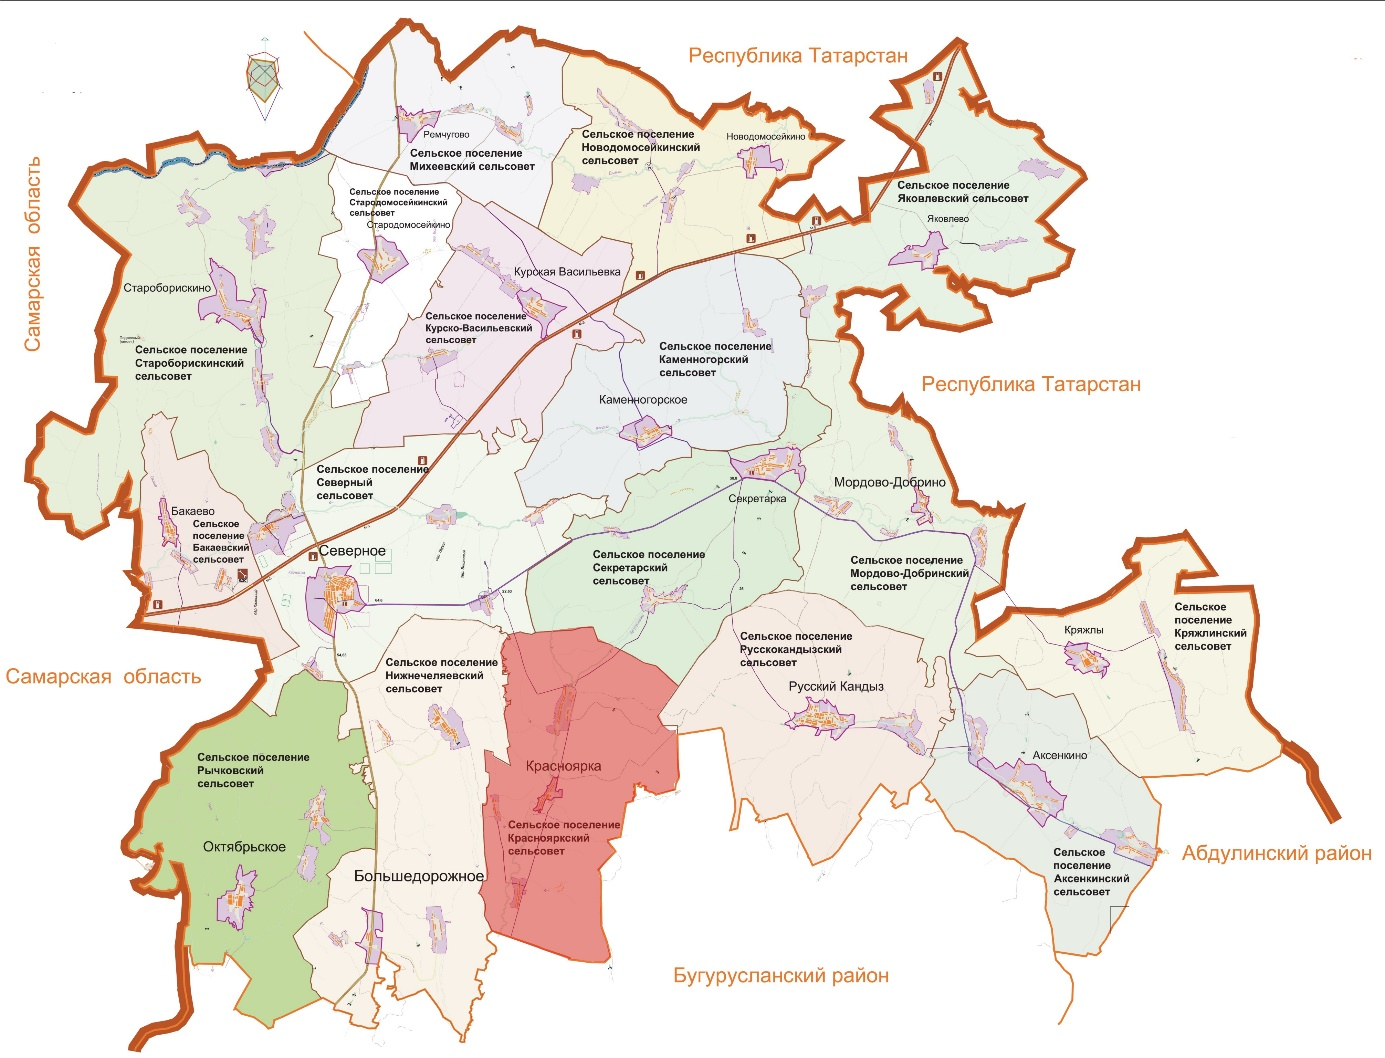 Республика Татарстан
Самарская область
Ремчугово
Сельское поселение
Михеевский сельсовет
Сельское поселение
Новодомосейкинский
сельсовет
Новодомосейкино
Сельское поселение
Яковлевский сельсовет
Яковлево
Сельское поселение
Стародомосейкинский
сельсовет
Стародомосейкино
Староборискино
Сельское поселение
Староборискинский
сельсовет
Курская Васильевка
Сельское поселение
Курско-Васильевский
сельсовет
Сельское поселение
Каменногорский
сельсовет
Каменногорское
Республика Татарстан
Сельское поселение
Северный
сельсовет
Северное
Бакаево
Сельское
поселение
Бакаевский
сельсовет
Секретарка
Сельское поселение
Секретарский
сельсовет
Мордово-Добрино
Сельское поселение
Мордово-Добринский
сельсовет
Сельское
поселение
Кряжлинский
сельсовет
Кряжлы
Самарская область
Сельское поселение
Нижнечеляевский
сельсовет
Сельское поселение
Русскокандызский
сельсовет
Русский Кандыз
Сельское поселение
Рычковский
сельсовет
Октябрьское
Большедорожное
Красноярка
Сельское поселение
Краснояркский
сельсовет
Аксенкино
Сельское
поселение
Аксенкинский
сельсовет
Абдулинский район
Бугурусланский район